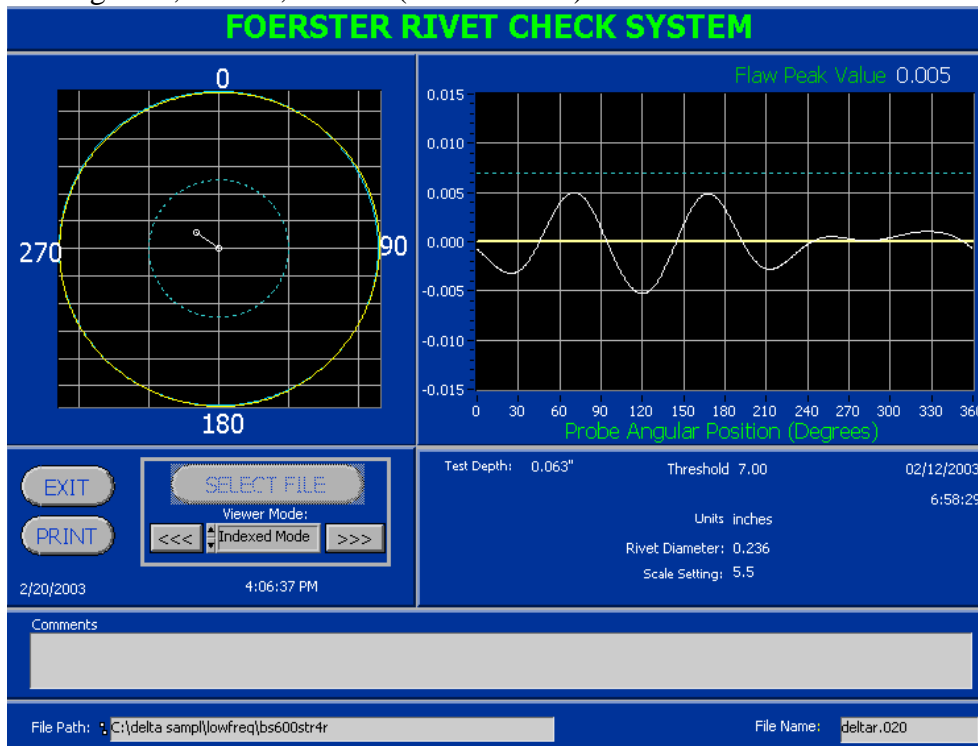 FOERSTER RIVET CHECK SYSTEM
0
270
90
180
Flaw Peak Value 0.005
0.015
0.010
0.005
0.000
-0.005
-0.010
-0.015
0 30 60 90 120 150 180 210 240 270 300 330 360
Probe Angular Position (Degrees)
EXIT
PRINT
SELECT FILE
Viewer Mode:
<<< Indexed Mode >>>
2/20/2003 4:06:37 PM
Test Depth: 0.063" Threshold 7.00 02/12/2003
6:58:29
Units inches
Rivet Diameter: 0.236
Scale Setting: 5.5
Comments
File Path: C:\delta sampl\lowfreq\bs600str4r
File Name: deltar.020